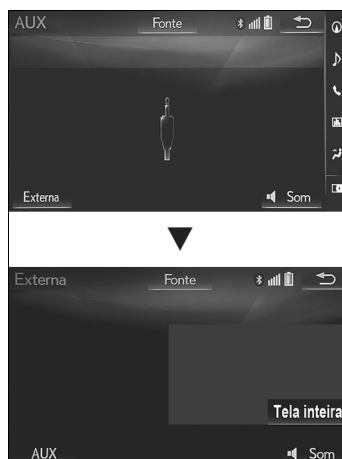 AUX Fonte
Externa Som
Externa Fonte
Tela inteira
AUX Som